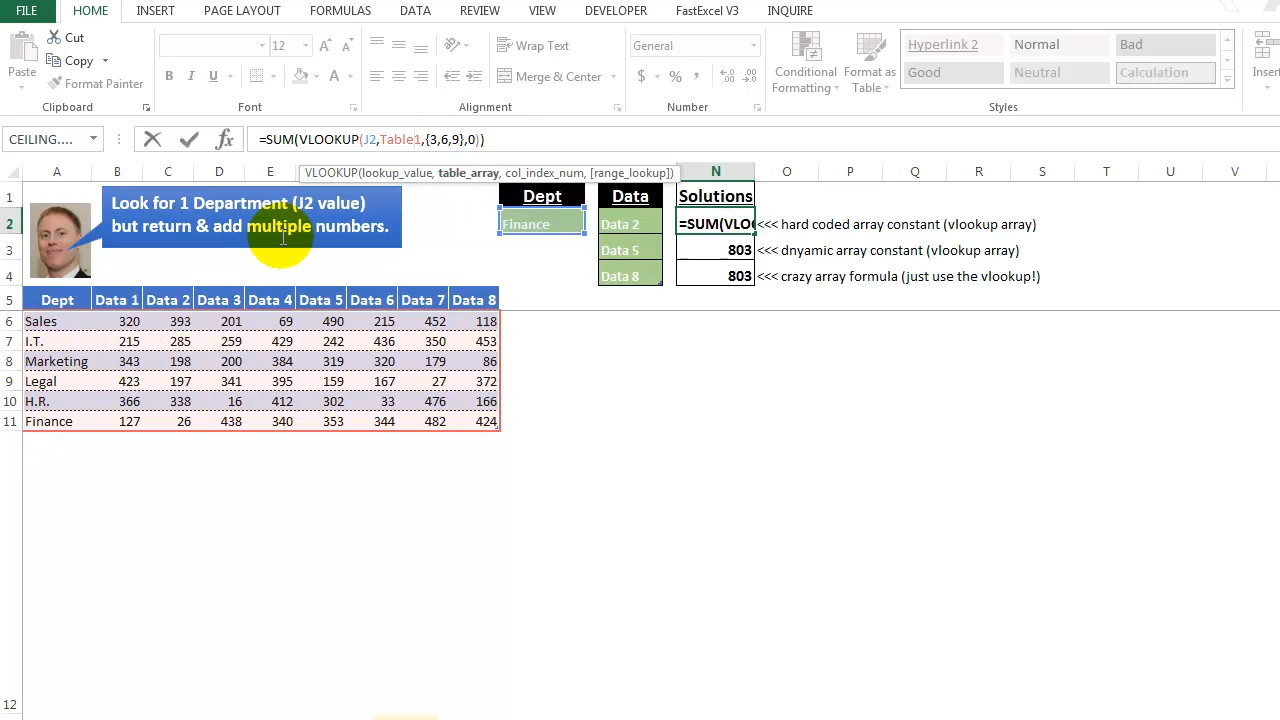 FILE HOME INSERT PAGE LAYOUT FORMULAS DATA REVIEW VIEW DEVELOPER FastExcel V3 INQUIRE
Paste
Cut
Copy
Format Painter
Clipboard
12 A A
B I U A
Font
Wrap Text
Merge & Center
Alignment
General
$ % ,
Number
Conditional Formatting
Format as Table
Hyperlink 2 Normal Bad
Good Neutral Calculation
Styles
Insert
CEILING.... fx =SUM(VLOOKUP(J2,Table1,{3,6,9},0))
VLOOKUP(lookup_value, table_array, col_index_num, [range_lookup])
A B C D E N O P Q R S T U V
1 Dept Data Solutions
Look for 1 Department (J2 value)
but return & add multiple numbers.
2 Finance Data 2 =SUM(VLO <<< hard coded array constant (vlookup array)
3 Data 5 803 <<< dnyamic array constant (vlookup array)
4 Data 8 803 <<< crazy array formula (just use the vlookup!)
5 Dept Data 1 Data 2 Data 3 Data 4 Data 5 Data 6 Data 7 Data 8
6 Sales 320 393 201 69 490 215 452 118
7 I.T. 215 285 259 429 242 436 350 453
8 Marketing 343 198 200 384 319 320 179 86
9 Legal 423 197 341 395 159 167 27 372
10 H.R. 366 338 16 412 302 33 476 166
11 Finance 127 26 438 340 353 344 482 424
12